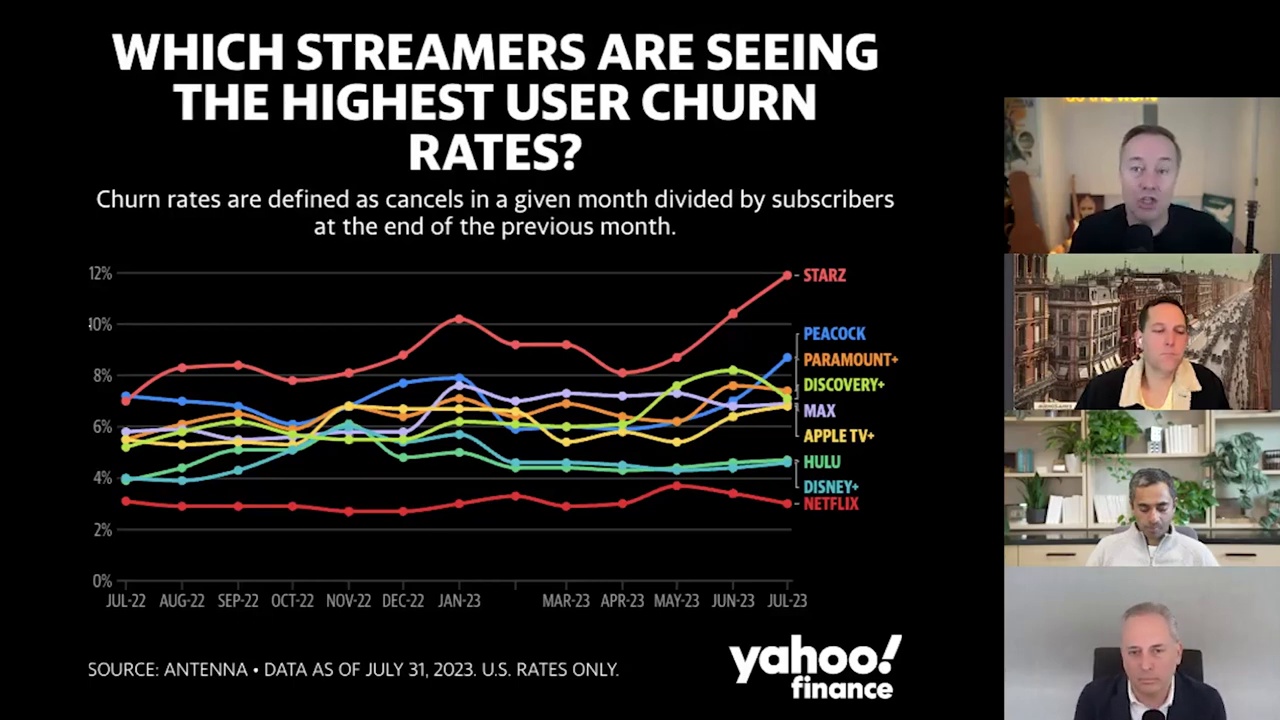 WHICH STREAMERS ARE SEEING
THE HIGHEST USER CHURN
RATES?
Churn rates are defined as cancels in a given month divided by subscribers
at the end of the previous month.
12%
10%
8%
6%
4%
2%
0%
STARZ
PEACOCK
PARAMOUNT+
DISCOVERY+
MAX
APPLE TV+
HULU
DISNEY+
NETFLIX
JUL-22 AUG-22 SEP-22 OCT-22 NOV-22 DEC-22 JAN-23 MAR-23 APR-23 MAY-23 JUN-23 JUL-23
SOURCE: ANTENNA • DATA AS OF JULY 31, 2023. U.S. RATES ONLY.
yahoo!
finance